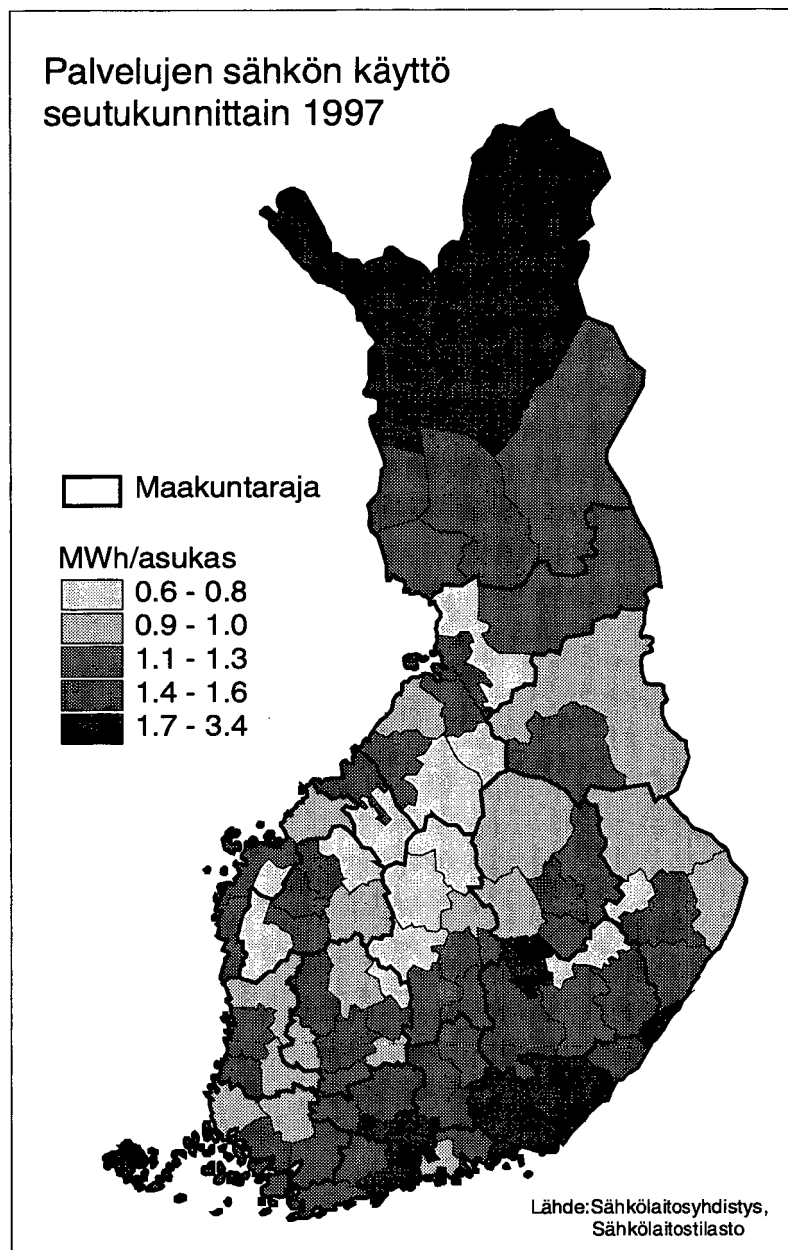 Palvelujen sähkön käyttö
seutukunnittain 1997
Maakuntaraja
MWh/asukas
0.6 - 0.8
0.9 - 1.0
1.1 - 1.3
1.4 - 1.6
1.7 - 3.4
Lähde:Sähkölaitosyhdistys,
Sähkölaitostilasto